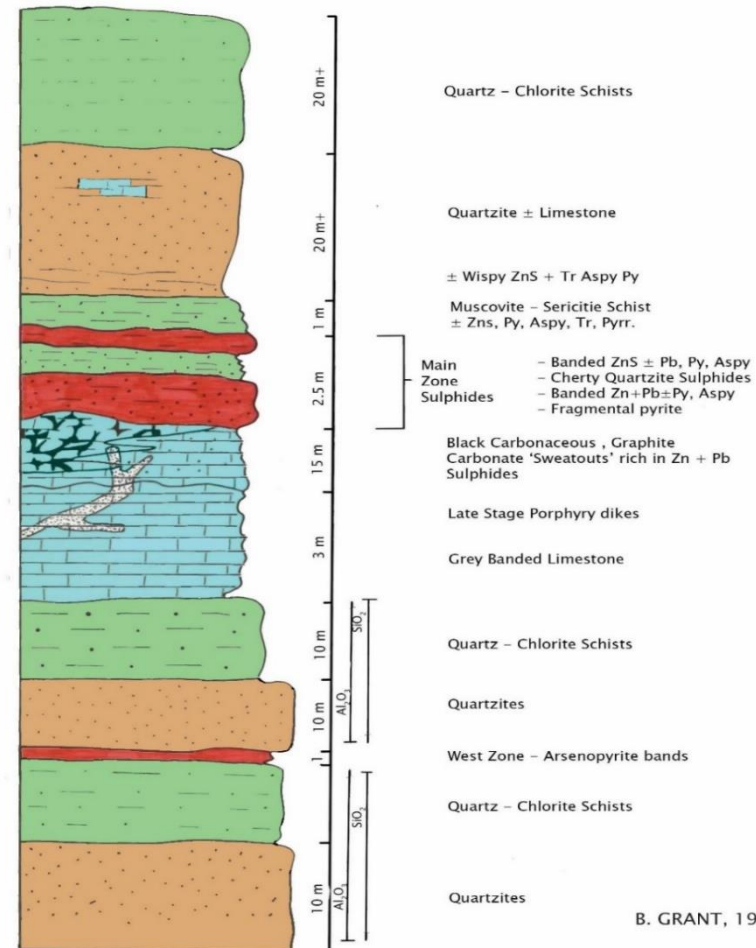 20 m+
Quartz – Chlorite Schists
20 m+
Quartzite ± Limestone
± Wispy ZnS + Tr Aspy Py
1 m
Muscovite – Sericitie Schist
± Zns, Py, Aspy, Tr, Pyrr.
2.5 m
Main
Zone
Sulphides
– Banded ZnS ± Pb, Py, Aspy
– Cherty Quartzite Sulphides
– Banded Zn+Pb±Py, Aspy
– Fragmental pyrite
15 m
Black Carbonaceous , Graphite
Carbonate 'Sweatouts' rich in Zn + Pb
Sulphides
Late Stage Porphyry dikes
3 m
Grey Banded Limestone
10 m
SiO₂
Quartz – Chlorite Schists
10 m
Al₂O₃
Quartzites
1
West Zone – Arsenopyrite bands
SiO₂
Quartz – Chlorite Schists
10 m
Al₂O₃
Quartzites
B. GRANT, 19